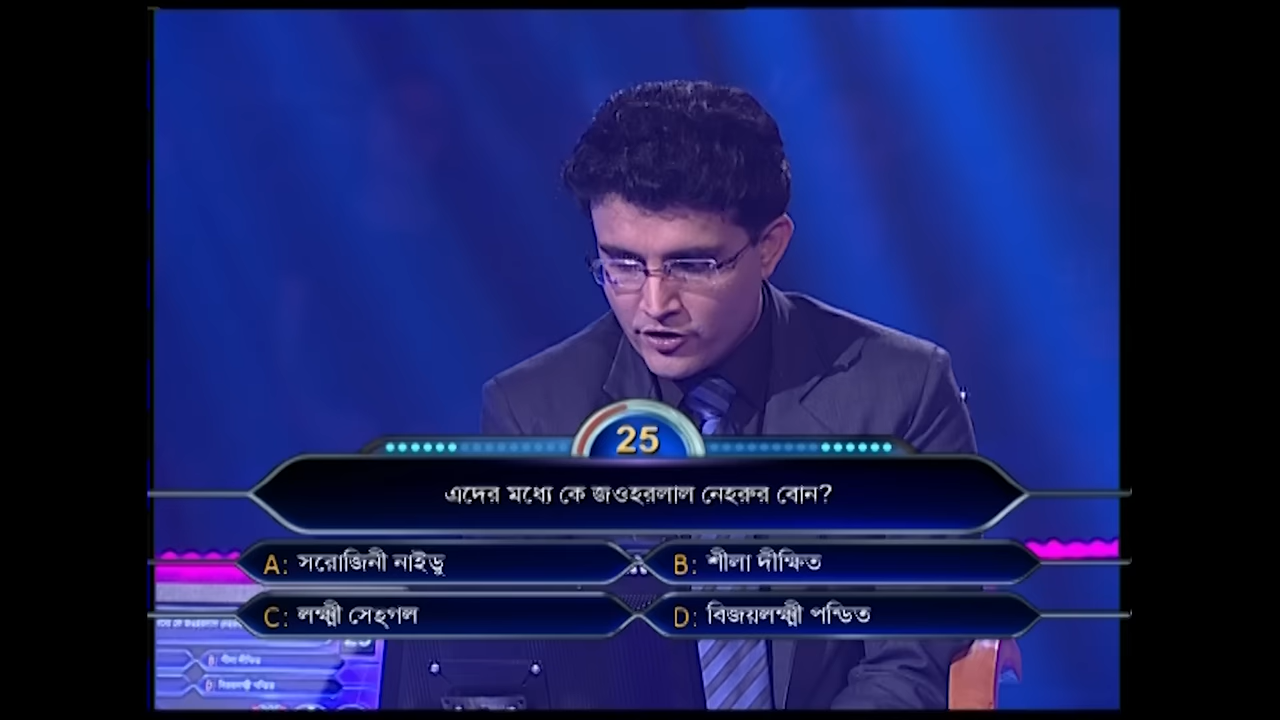 25
এদের মধ্যে কে জওহরলাল নেহরুর বোন?
A: সরোজিনী নাইডু
B: শীলা দীক্ষিত
C: লক্ষ্মী সেহগল
D: বিজয়লক্ষ্মী পন্ডিত